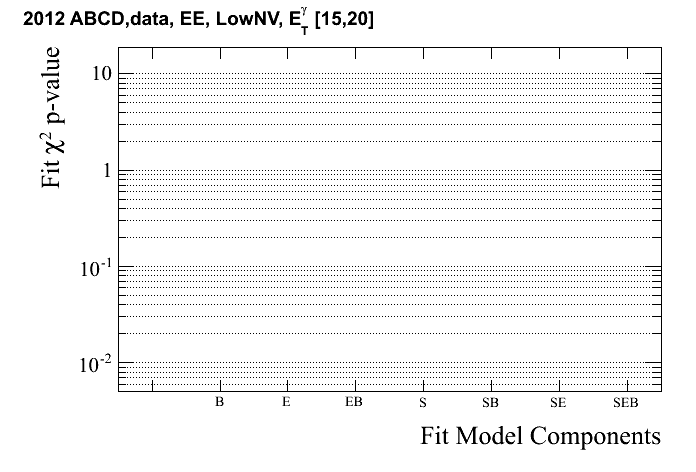 2012 ABCD,data, EE, LowNV, E_T^γ [15,20]
Fit χ² p-value
10
1
10⁻¹
10⁻²
B E EB S SB SE SEB
Fit Model Components